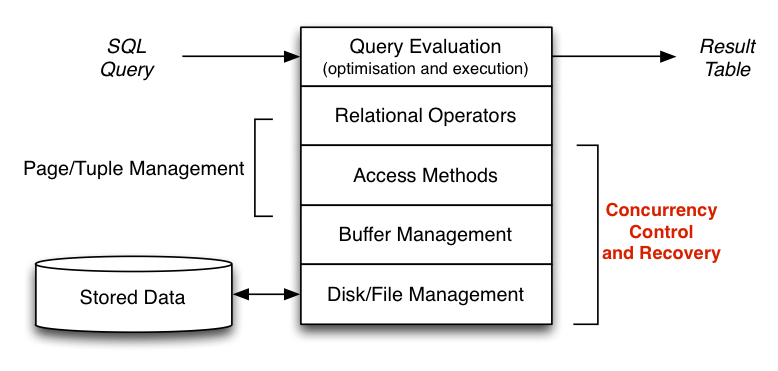 SQL
Query
Query Evaluation
(optimisation and execution)
Result
Table
Relational Operators
Page/Tuple Management
Access Methods
Concurrency
Control
and Recovery
Buffer Management
Stored Data
Disk/File Management